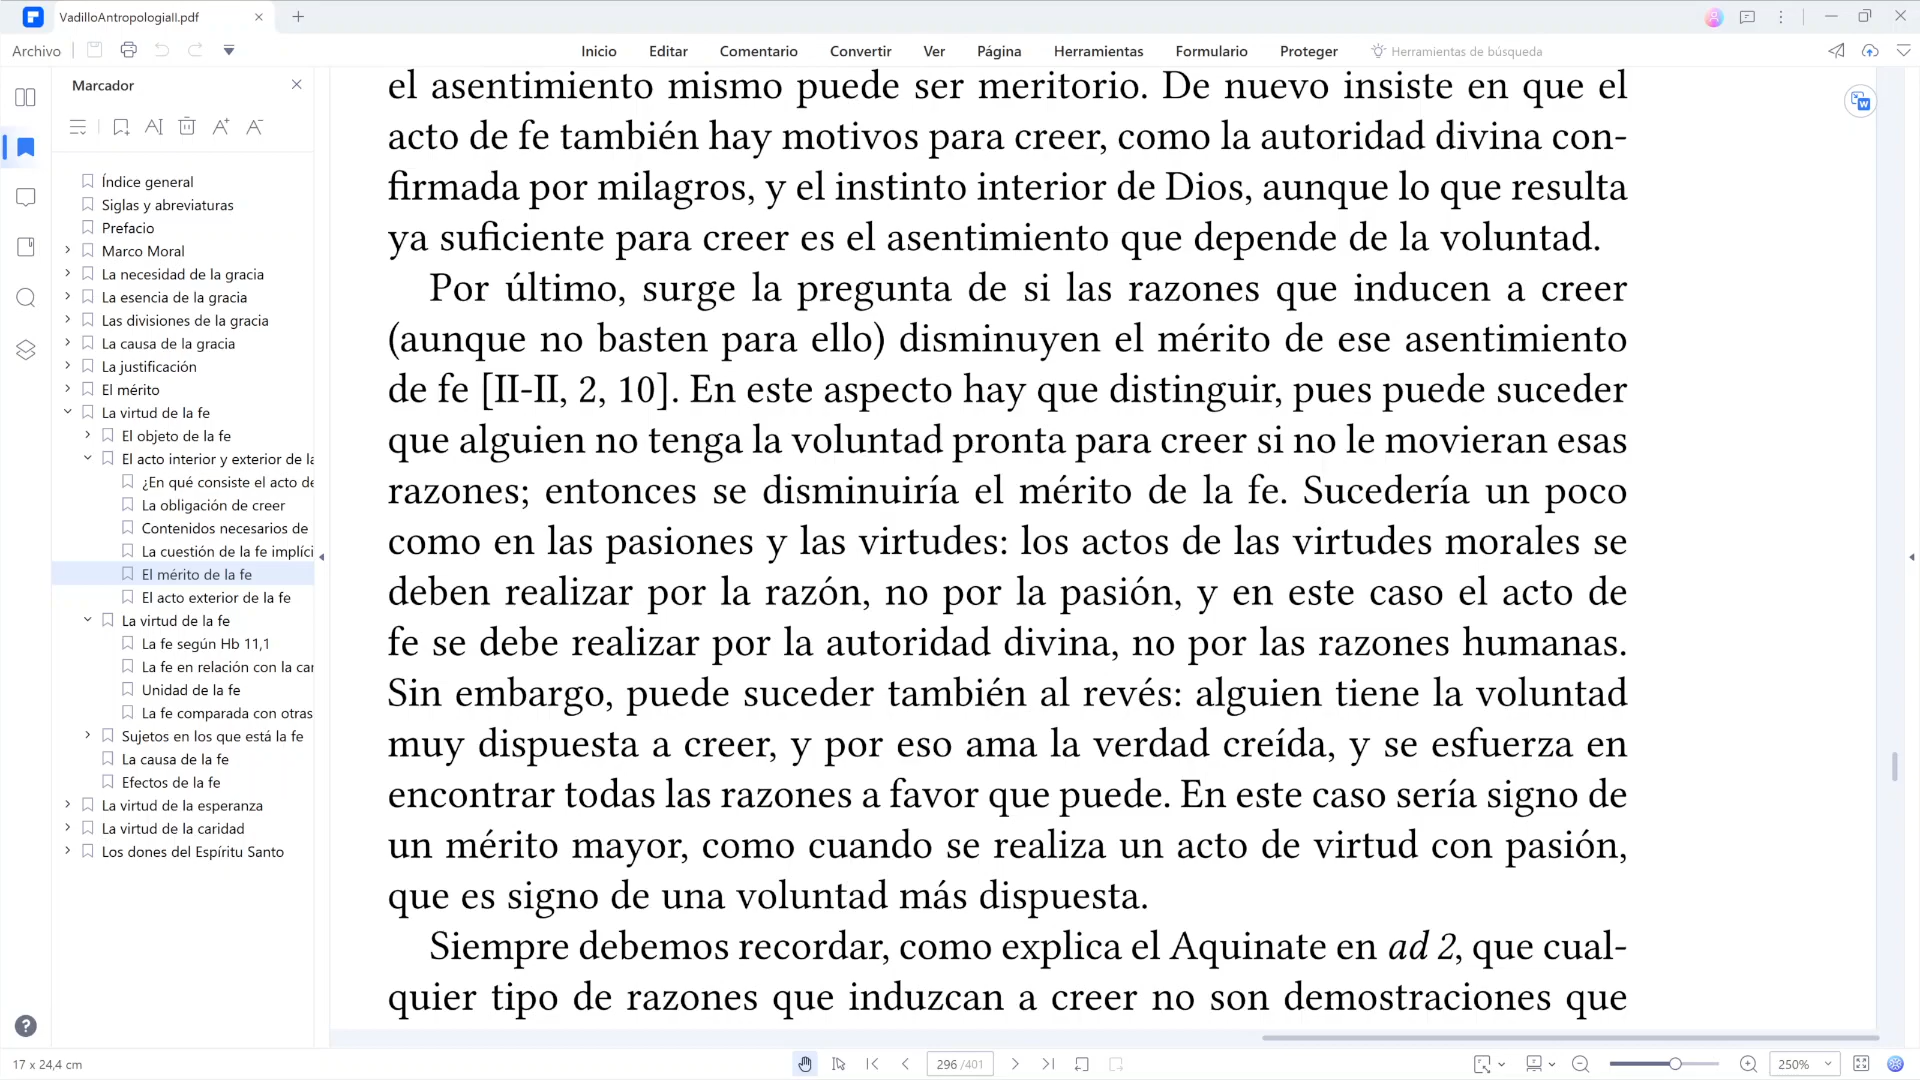 VadilloAntropologiaII.pdf
Archivo
Inicio
Editar
Comentario
Convertir
Ver
Página
Herramientas
Formulario
Proteger
Herramientas de búsqueda
Marcador
Índice general
Siglas y abreviaturas
Prefacio
Marco Moral
La necesidad de la gracia
La esencia de la gracia
Las divisiones de la gracia
La causa de la gracia
La justificación
El mérito
La virtud de la fe
El objeto de la fe
El acto interior y exterior de la
¿En qué consiste el acto de
La obligación de creer
Contenidos necesarios de
La cuestión de la fe implíci
El mérito de la fe
El acto exterior de la fe
La virtud de la fe
La fe según Hb 11,1
La fe en relación con la car
Unidad de la fe
La fe comparada con otras
Sujetos en los que está la fe
La causa de la fe
Efectos de la fe
La virtud de la esperanza
La virtud de la caridad
Los dones del Espíritu Santo
el asentimiento mismo puede ser meritorio. De nuevo insiste en que el
acto de fe también hay motivos para creer, como la autoridad divina con-
firmada por milagros, y el instinto interior de Dios, aunque lo que resulta
ya suficiente para creer es el asentimiento que depende de la voluntad.
Por último, surge la pregunta de si las razones que inducen a creer
(aunque no basten para ello) disminuyen el mérito de ese asentimiento
de fe [II-II, 2, 10]. En este aspecto hay que distinguir, pues puede suceder
que alguien no tenga la voluntad pronta para creer si no le movieran esas
razones; entonces se disminuiría el mérito de la fe. Sucedería un poco
como en las pasiones y las virtudes: los actos de las virtudes morales se
deben realizar por la razón, no por la pasión, y en este caso el acto de
fe se debe realizar por la autoridad divina, no por las razones humanas.
Sin embargo, puede suceder también al revés: alguien tiene la voluntad
muy dispuesta a creer, y por eso ama la verdad creída, y se esfuerza en
encontrar todas las razones a favor que puede. En este caso sería signo de
un mérito mayor, como cuando se realiza un acto de virtud con pasión,
que es signo de una voluntad más dispuesta.
Siempre debemos recordar, como explica el Aquinate en ad 2, que cual-
quier tipo de razones que induzcan a creer no son demostraciones que
17 x 24,4 cm
296 /401
250%